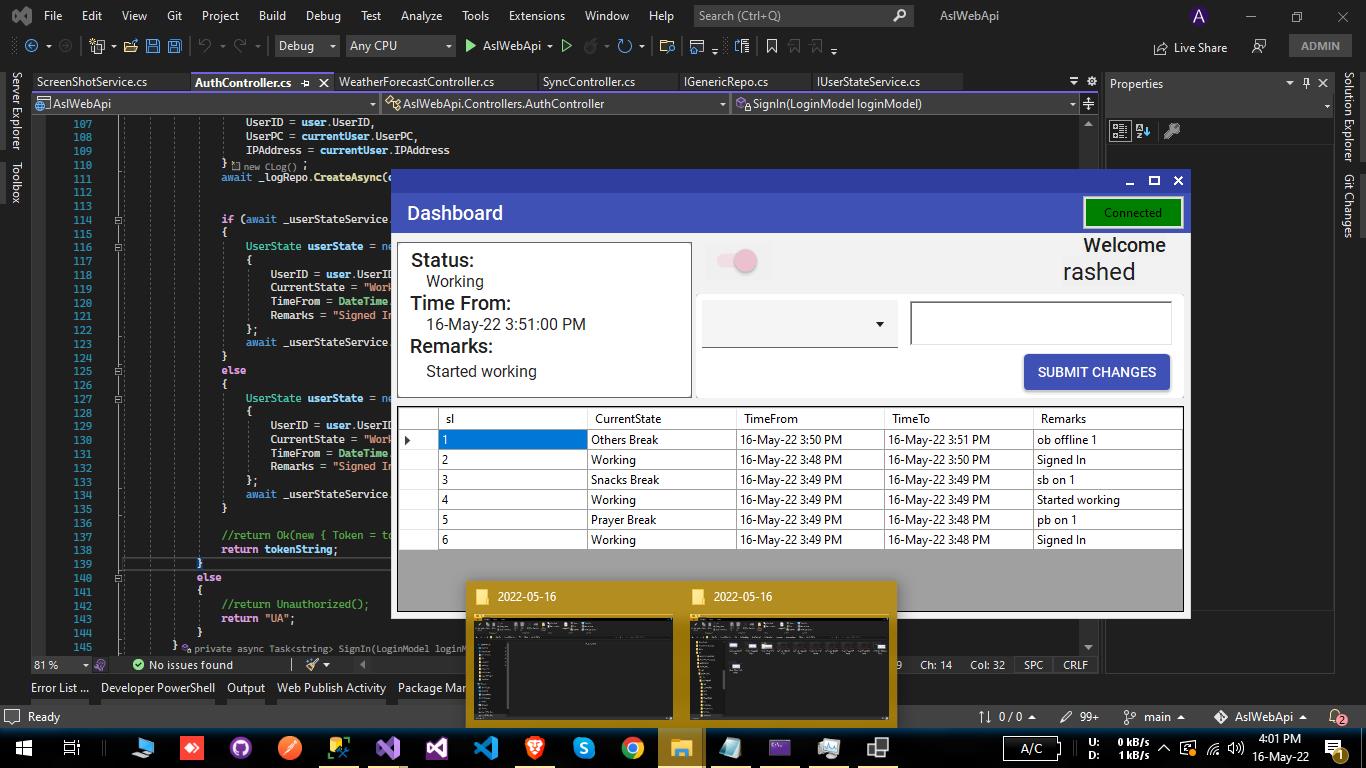 File Edit View Git Project Build Debug Test Analyze Tools Extensions Window Help Search (Ctrl+Q) AslWebApi A
Debug Any CPU AslWebApi Live Share ADMIN
ScreenShotService.cs AuthController.cs WeatherForecastController.cs SyncController.cs IGenericRepo.cs IUserStateService.cs Properties
AslWebApi AslWebApi.Controllers.AuthController SignIn(LoginModel loginModel)
Server Explorer
Toolbox
Solution Explorer
Git Changes
107 UserID = user.UserID,
108 UserPC = currentUser.UserPC,
109 IPAddress = currentUser.IPAddress
110 } new CLog() ;
111 await _logRepo.CreateAsync(
112
113
114 if (await _userStateService.
115 {
116 UserState userState = ne
117 {
118 UserID = user.UserID
119 CurrentState = "Work
120 TimeFrom = DateTime.
121 Remarks = "Signed In
122 };
123 await _userStateService.
124 }
125 else
126 {
127 UserState userState = ne
128 {
129 UserID = user.UserID
130 CurrentState = "Work
131 TimeFrom = DateTime.
132 Remarks = "Signed In
133 };
134 await _userStateService.
135 }
136
137 //return Ok(new { Token = to
138 return tokenString;
139 }
140 else
141 {
142 //return Unauthorized();
143 return "UA";
144 }
145 } private async Task<string> SignIn(LoginModel loginM
Dashboard Connected
Status:
Working
Time From:
16-May-22 3:51:00 PM
Remarks:
Started working
Welcome
rashed
SUBMIT CHANGES
sl CurrentState TimeFrom TimeTo Remarks
1 Others Break 16-May-22 3:50 PM 16-May-22 3:51 PM ob offline 1
2 Working 16-May-22 3:48 PM 16-May-22 3:50 PM Signed In
3 Snacks Break 16-May-22 3:49 PM 16-May-22 3:49 PM sb on 1
4 Working 16-May-22 3:49 PM 16-May-22 3:49 PM Started working
5 Prayer Break 16-May-22 3:49 PM 16-May-22 3:48 PM pb on 1
6 Working 16-May-22 3:49 PM 16-May-22 3:48 PM Signed In
2022-05-16 2022-05-16
81 % No issues found 9 Ch: 14 Col: 32 SPC CRLF
Error List ... Developer PowerShell Output Web Publish Activity Package Ma
Ready 0 / 0 99+ main AslWebApi 2
A/C U: 0 kB/s D: 1 kB/s 4:01 PM
16-May-22 1